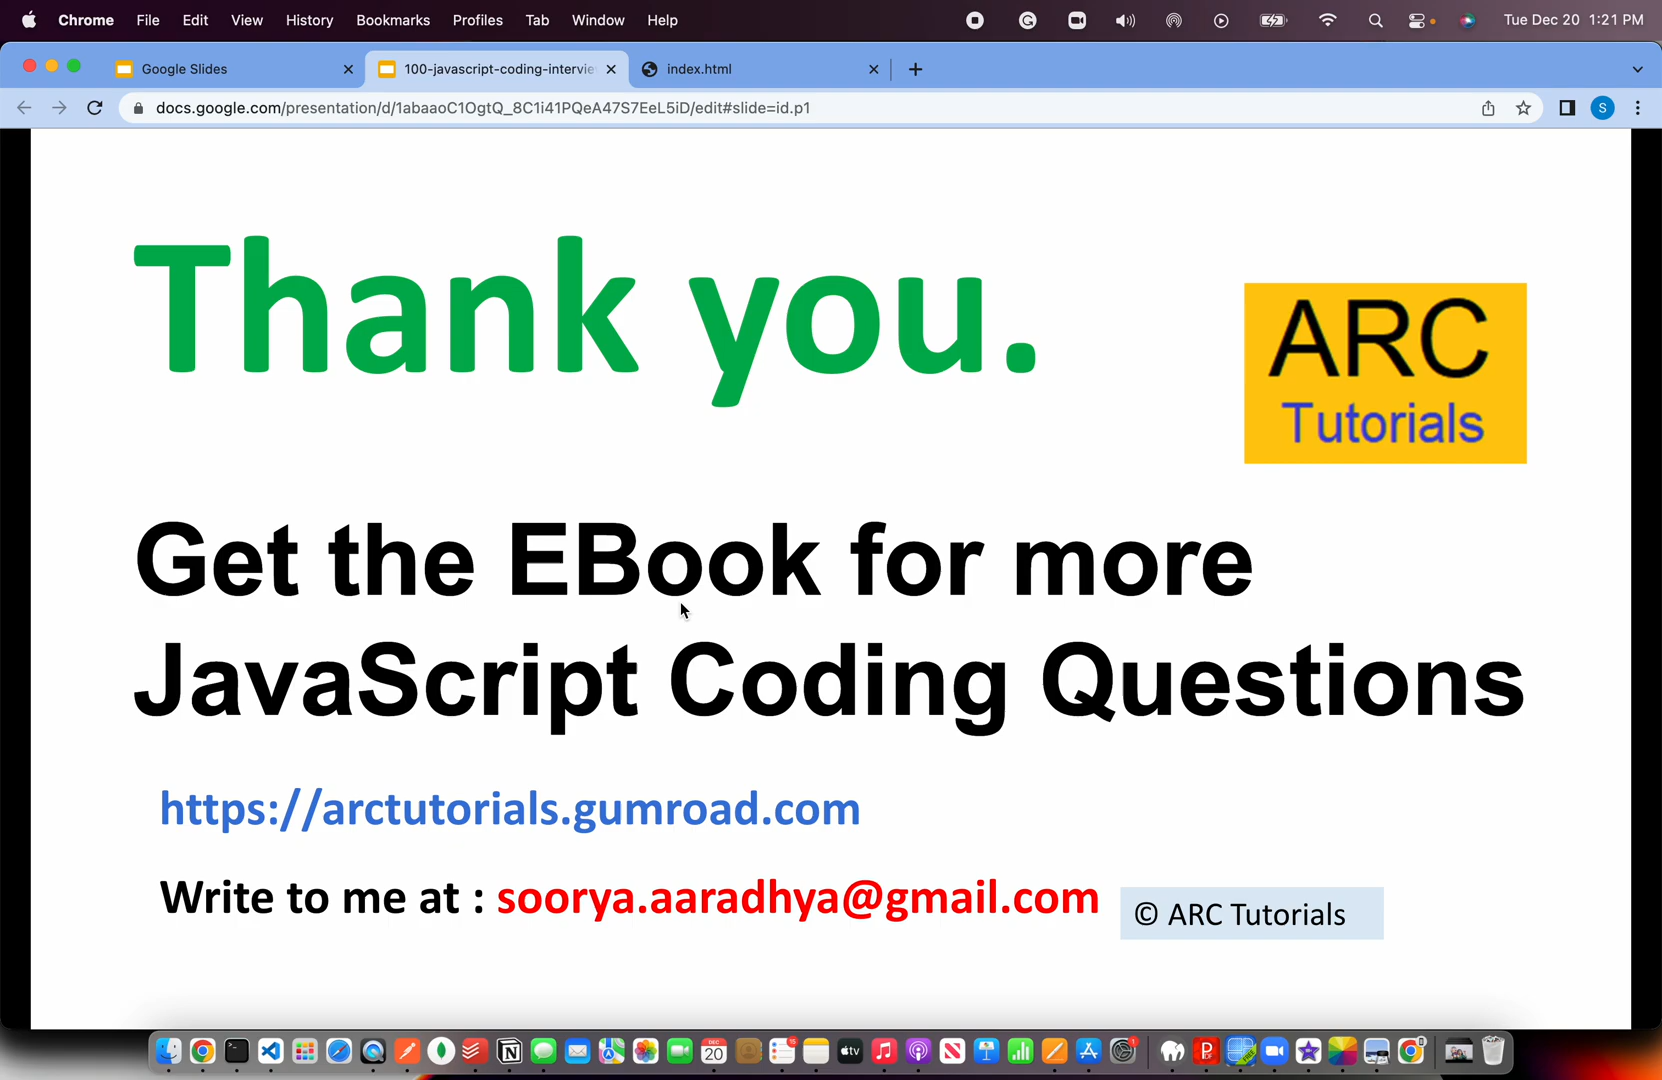 Chrome File Edit View History Bookmarks Profiles Tab Window Help Tue Dec 20 1:21 PM
Google Slides 100-javascript-coding-intervie index.html
docs.google.com/presentation/d/1abaaoC1OgtQ_8C1i41PQeA47S7EeL5iD/edit#slide=id.p1 S
Thank you.
ARC
Tutorials
Get the EBook for more
JavaScript Coding Questions
https://arctutorials.gumroad.com
Write to me at : soorya.aaradhya@gmail.com
© ARC Tutorials
DEC
20
tv